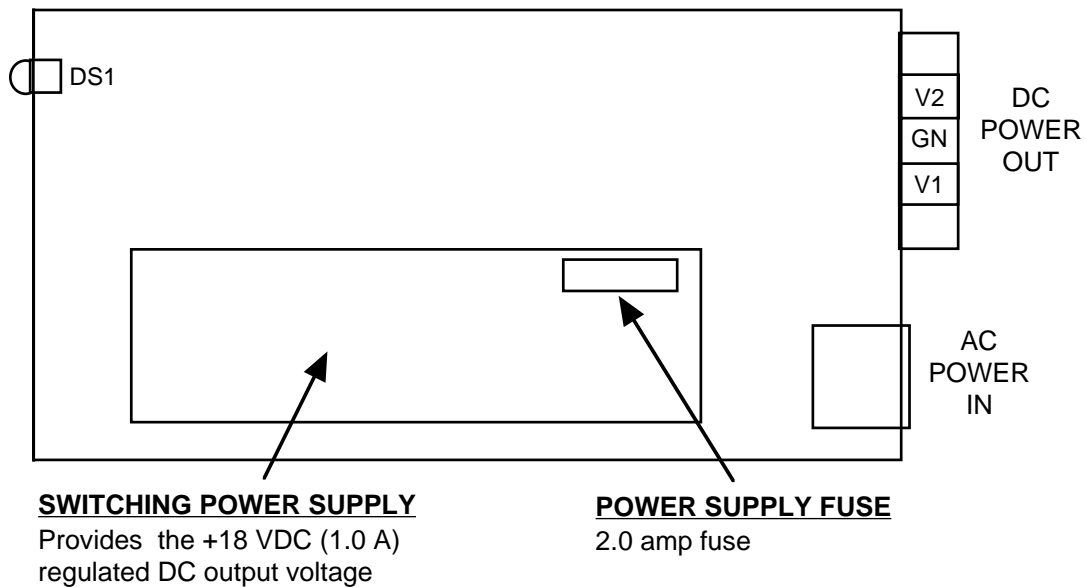 DS1
V2
GN
V1
DC
POWER
OUT
AC
POWER
IN
SWITCHING POWER SUPPLY
Provides the +18 VDC (1.0 A)
regulated DC output voltage
POWER SUPPLY FUSE
2.0 amp fuse